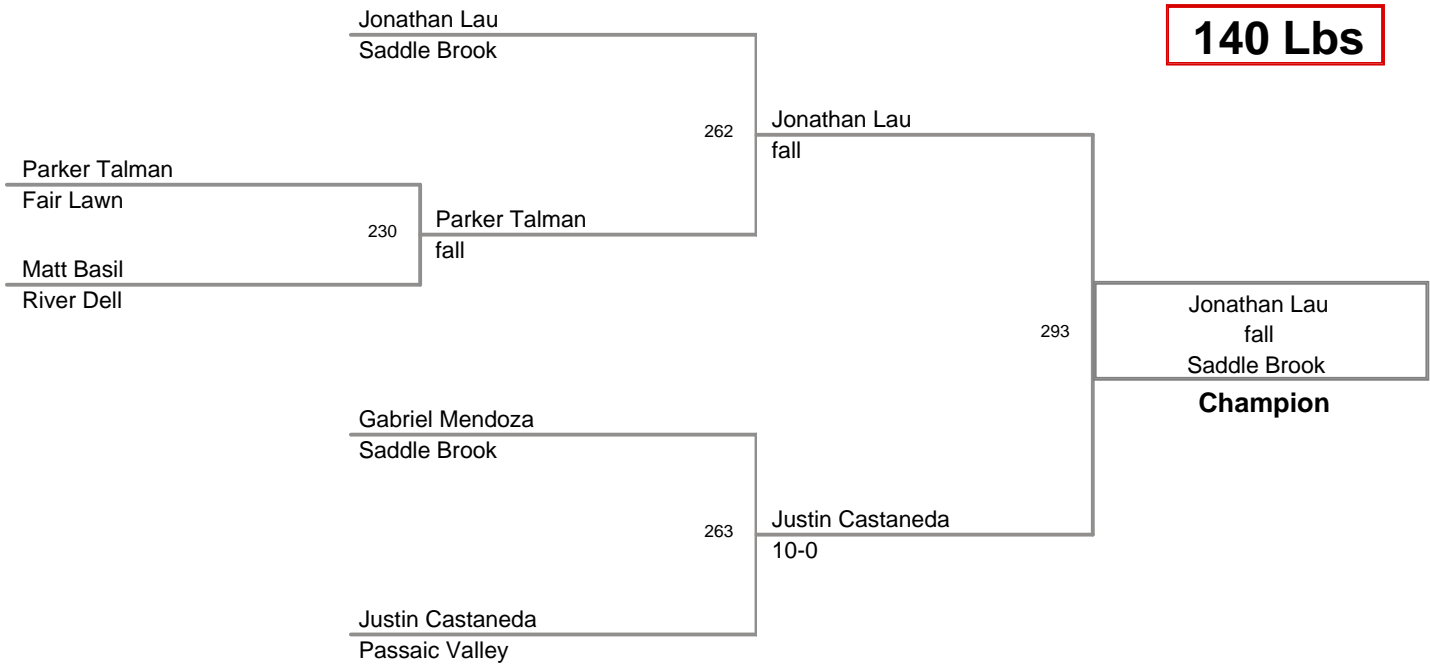 Jonathan Lau
Saddle Brook
140 Lbs
262
Jonathan Lau
fall
Parker Talman
Fair Lawn
230
Parker Talman
fall
Matt Basil
River Dell
293
Jonathan Lau
fall
Saddle Brook
Champion
Gabriel Mendoza
Saddle Brook
263
Justin Castaneda
10-0
Justin Castaneda
Passaic Valley